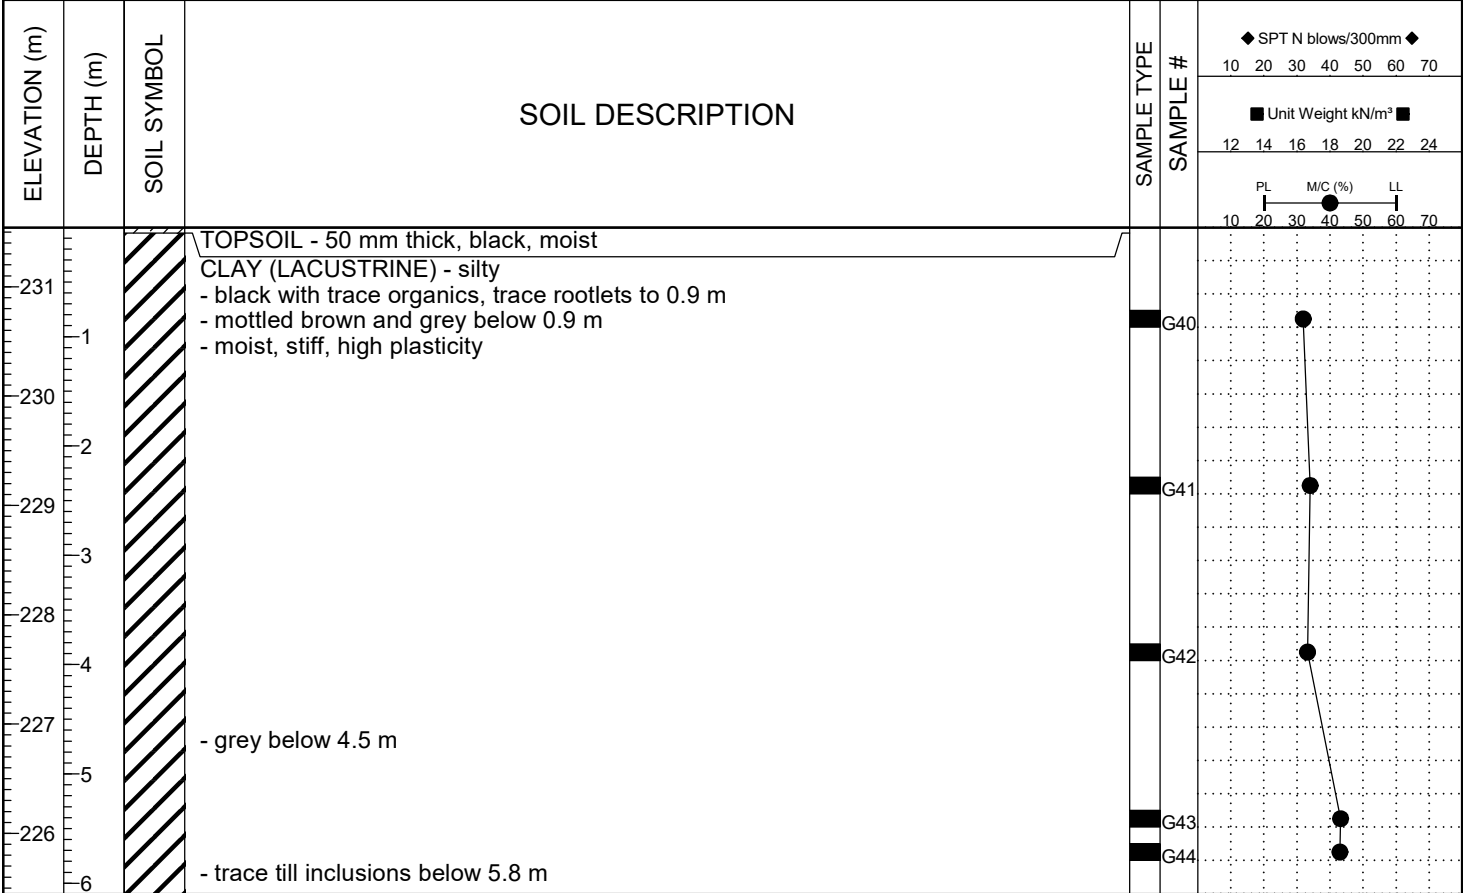 ELEVATION (m)
DEPTH (m)
SOIL SYMBOL
SOIL DESCRIPTION
SAMPLE TYPE
SAMPLE #
SPT N blows/300mm
10 20 30 40 50 60 70
Unit Weight kN/m³
12 14 16 18 20 22 24
PL M/C (%) LL
10 20 30 40 50 60 70
TOPSOIL - 50 mm thick, black, moist
CLAY (LACUSTRINE) - silty
231
- black with trace organics, trace rootlets to 0.9 m
- mottled brown and grey below 0.9 m
G40
1
- moist, stiff, high plasticity
230
2
G41
229
3
228
4
G42
227
- grey below 4.5 m
5
G43
226
G44
- trace till inclusions below 5.8 m
6